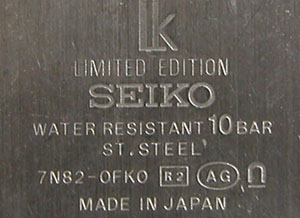 k
LIMITED EDITION
SEIKO
WATER RESISTANT 10 BAR
ST. STEEL
7N82-0FK0 R2 AG
MADE IN JAPAN